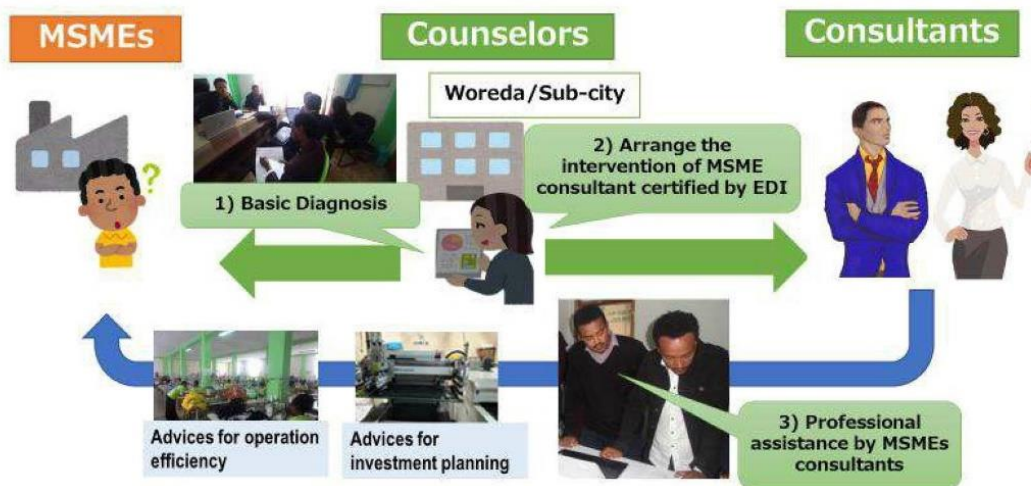 MSMEs
Counselors
Consultants
Woreda/Sub-city
?
1) Basic Diagnosis
2) Arrange the
intervention of MSME
consultant certified by EDI
Advices for operation
efficiency
Advices for
investment planning
3) Professional
assistance by MSMEs
consultants